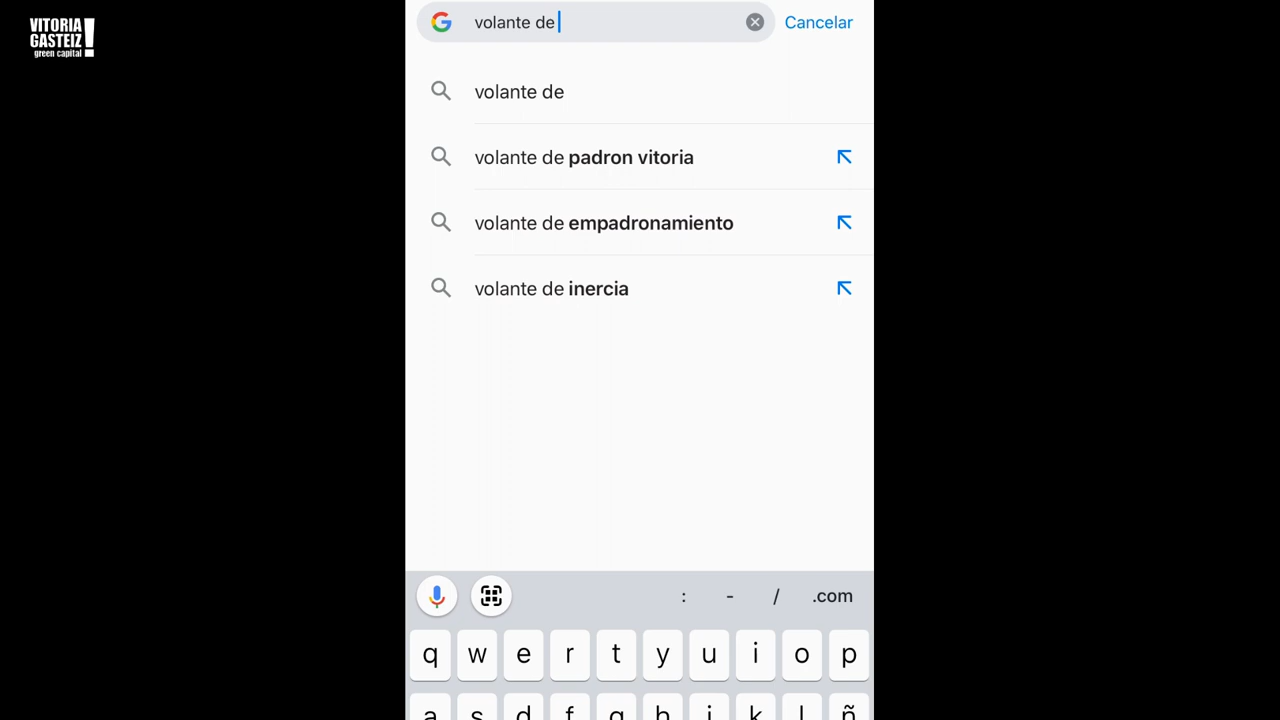 VITORIA
GASTEIZ!
green capital
volante de
Cancelar
volante de
volante de padron vitoria
volante de empadronamiento
volante de inercia
: - / .com
q w e r t y u i o p
a s d f g h j k l ñ